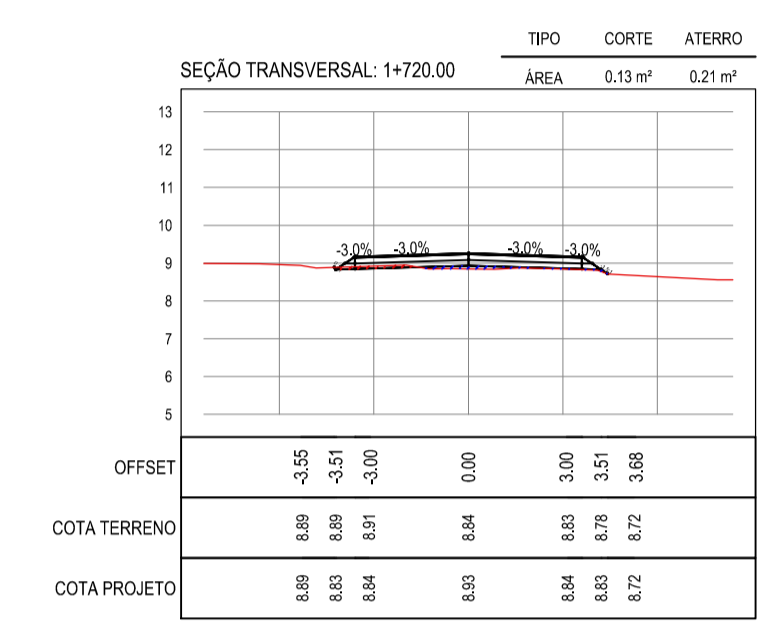 TIPO CORTE ATERRO
SEÇÃO TRANSVERSAL: 1+720.00
ÁREA 0.13 m² 0.21 m²
13
12
11
10
-3.0% -3.0% -3.0% -3.0%
9
8
7
6
5
OFFSET -3.55 -3.51 -3.00 0.00 3.00 3.51 3.68
COTA TERRENO 8.89 8.89 8.91 8.84 8.83 8.78 8.72
COTA PROJETO 8.89 8.83 8.84 8.93 8.84 8.83 8.72